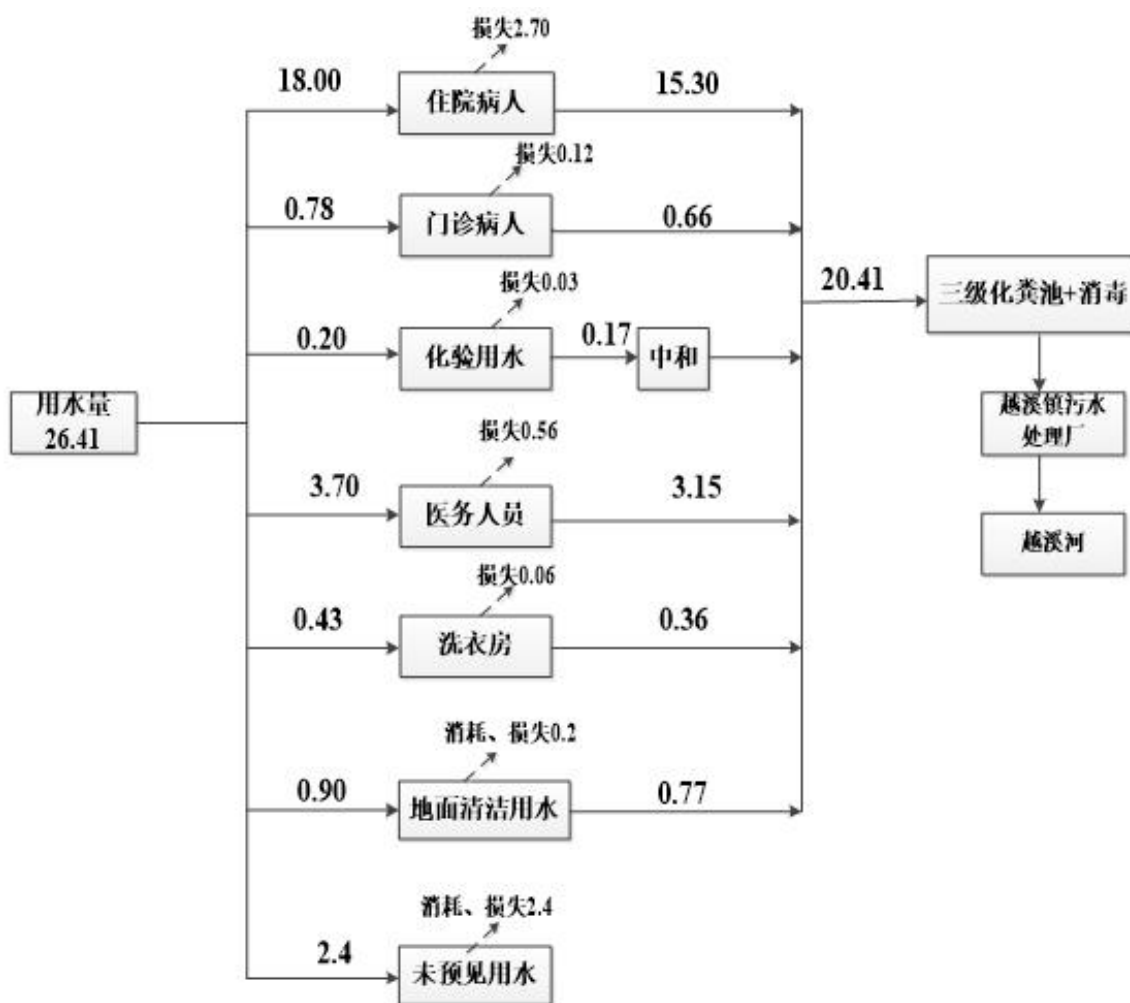 损失2.70
18.00
住院病人
15.30
损失0.12
0.78
门诊病人
0.66
损失0.03
0.20
化验用水
0.17
中和
20.41
三级化粪池+消毒
用水量
26.41
越溪镇污水
处理厂
越溪河
损失0.56
3.70
医务人员
3.15
损失0.06
0.43
洗衣房
0.36
消耗、损失0.2
0.90
地面清洁用水
0.77
消耗、损失2.4
2.4
未预见用水